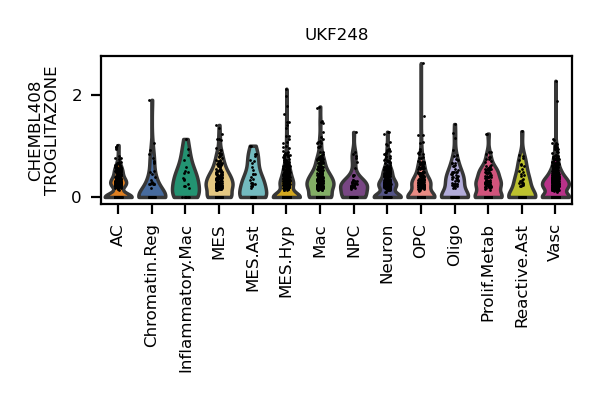 UKF248
CHEMBL408
TROGLITAZONE
2
0
AC
Chromatin.Reg
Inflammatory.Mac
MES
MES.Ast
MES.Hyp
Mac
NPC
Neuron
OPC
Oligo
Prolif.Metab
Reactive.Ast
Vasc